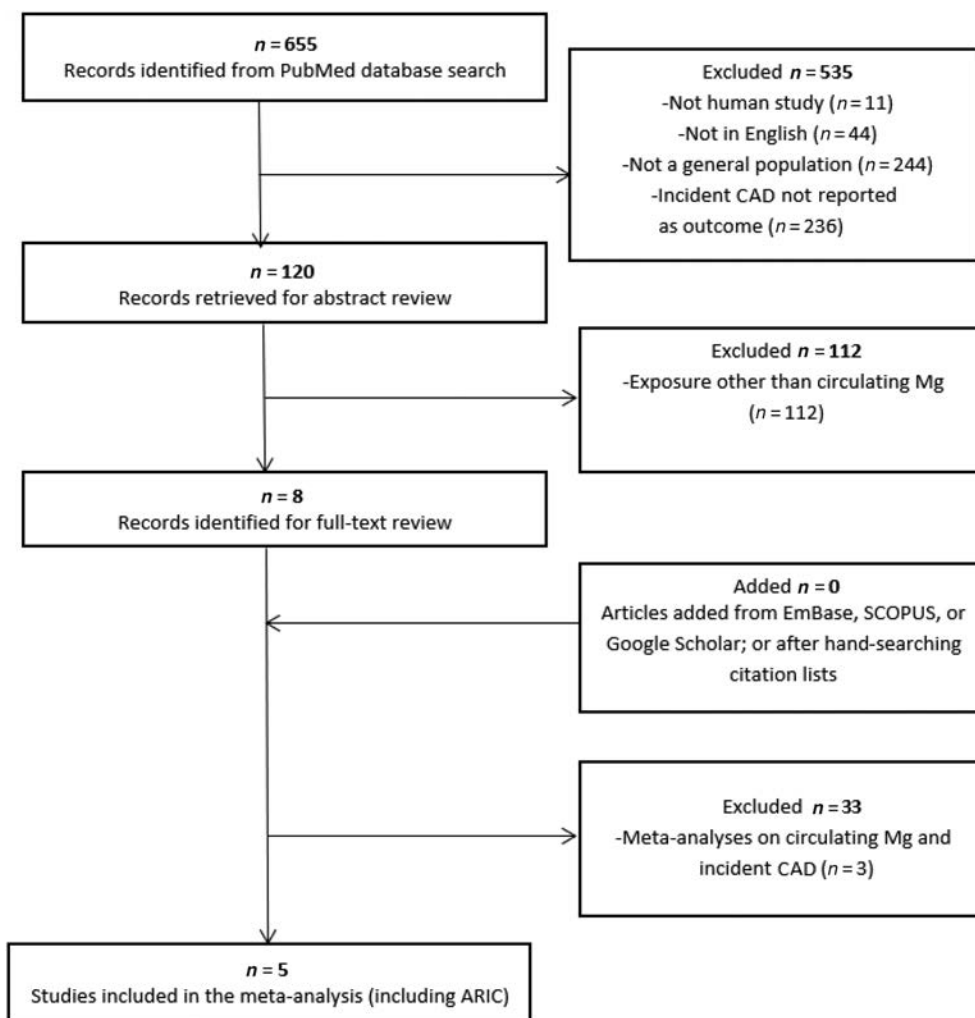 n = 655
Records identified from PubMed database search
Excluded n = 535
-Not human study (n = 11)
-Not in English (n = 44)
-Not a general population (n = 244)
-Incident CAD not reported
as outcome (n = 236)
n = 120
Records retrieved for abstract review
Excluded n = 112
-Exposure other than circulating Mg
(n = 112)
n = 8
Records identified for full-text review
Added n = 0
Articles added from EmBase, SCOPUS, or
Google Scholar; or after hand-searching
citation lists
Excluded n = 33
-Meta-analyses on circulating Mg and
incident CAD (n = 3)
n = 5
Studies included in the meta-analysis (including ARIC)